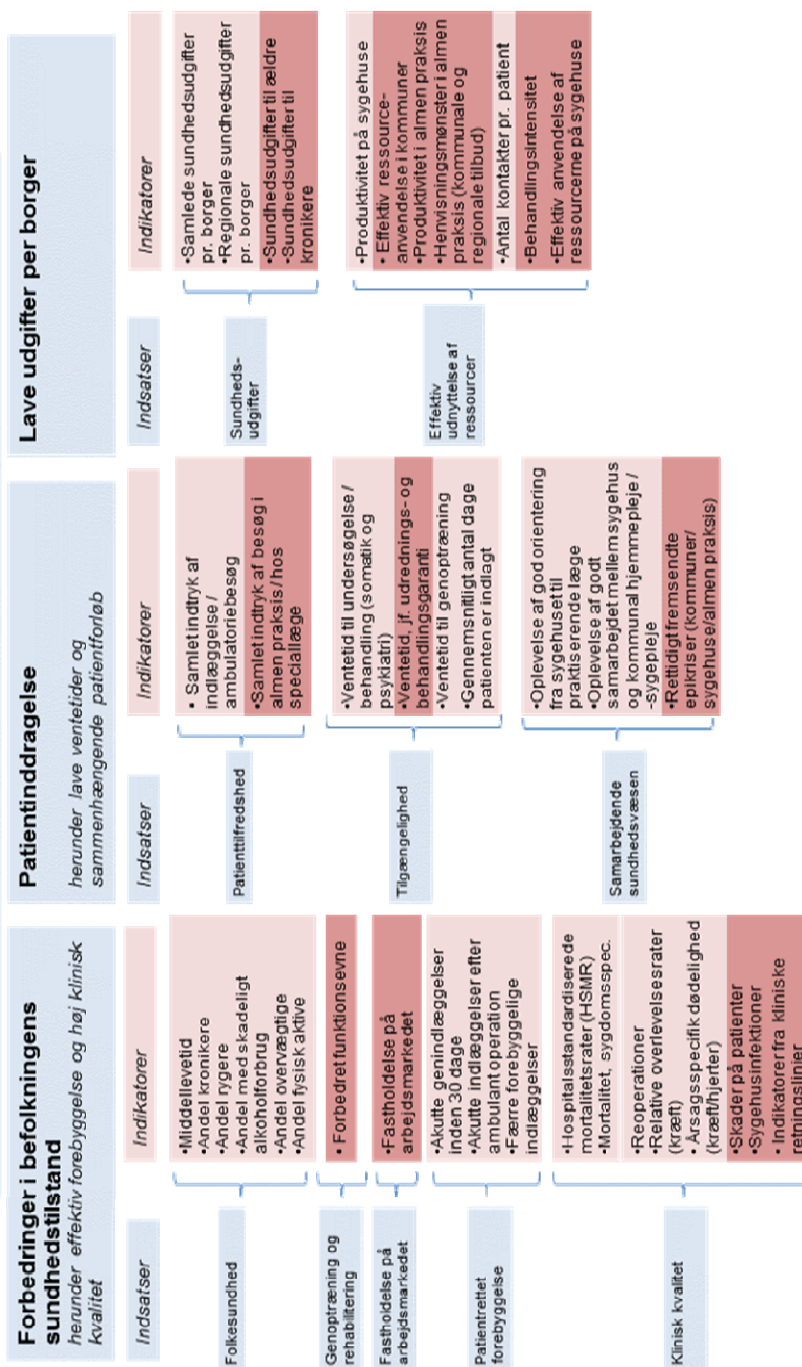 Forbedringer i befolkningens
sundhedstilstand
herunder effektiv forebyggelse og høj klinisk
kvalitet
Indsatser
Indikatorer
Folkesundhed
•Middellevetid
•Andel kronikere
•Andel rygere
•Andel med skadeligt
alkoholforbrug
•Andel overvægtige
•Andel fysisk aktive
Genoptræning og
rehabilitering
• Forbedret funktionsevne
Fastholdelse på
arbejdsmarkedet
•Fastholdelse på
arbejdsmarkedet
Patientrettet
forebyggelse
•Akutte genindlæggelser
inden 30 dage
•Akutte indlæggelser efter
ambulant operation
•Færre forebyggelige
indlæggelser
Klinisk kvalitet
•Hospitalsstandardiserede
mortalitetsrater (HSMR)
•Mortalitet, sygdomsspec.
•Reoperationer
•Relative overlevelsesrater
(kræft)
• Årsagsspecifik dødelighed
(kræft/hjerter)
•Skader på patienter
•Sygehusinfektioner
• Indikatorer fra kliniske
retningslinjer
Patientinddragelse
herunder lave ventetider og
sammenhængende patientforløb
Indsatser
Indikatorer
Patienttilfredshed
• Samlet indtryk af
indlæggelse /
ambulatoriebesøg
•Samlet indtryk af besøg i
almen praksis/ hos
speciallæge
Tilgængelighed
•Ventetid til undersøgelse /
behandling (somatik og
psykiatri)
•Ventetid, jf. udrednings- og
behandlingsgaranti
•Ventetid til genoptræning
•Gennemsnitligt antal dage
patienten er indlagt
Samarbejdende
sundhedsvæsen
•Oplevelse af god orientering
fra sygehuset til
praktiserende læge
•Oplevelse af godt
samarbejdet mellem sygehus
og kommunal hjemmepleje /
-sygepleje
•Rettidigt fremsendte
epikriser (kommuner/
sygehuse/almen praksis)
Lave udgifter per borger
Indsatser
Indikatorer
Sundheds-
udgifter
•Samlede sundhedsudgifter
pr. borger
•Regionale sundhedsudgifter
pr. borger
•Sundhedsudgifter til ældre
•Sundhedsudgifter til
kronikere
Effektiv
udnyttelse af
ressourcer
•Produktivitet på sygehuse
• Effektiv ressource-
anvendelse i kommuner
•Produktivitet i almen praksis
•Henvisningsmønster i almen
praksis (kommunale og
regionale tilbud)
•Antal kontakter pr. patient
•Behandlingsintensitet
•Effektiv anvendelse af
ressourcerne på sygehuse